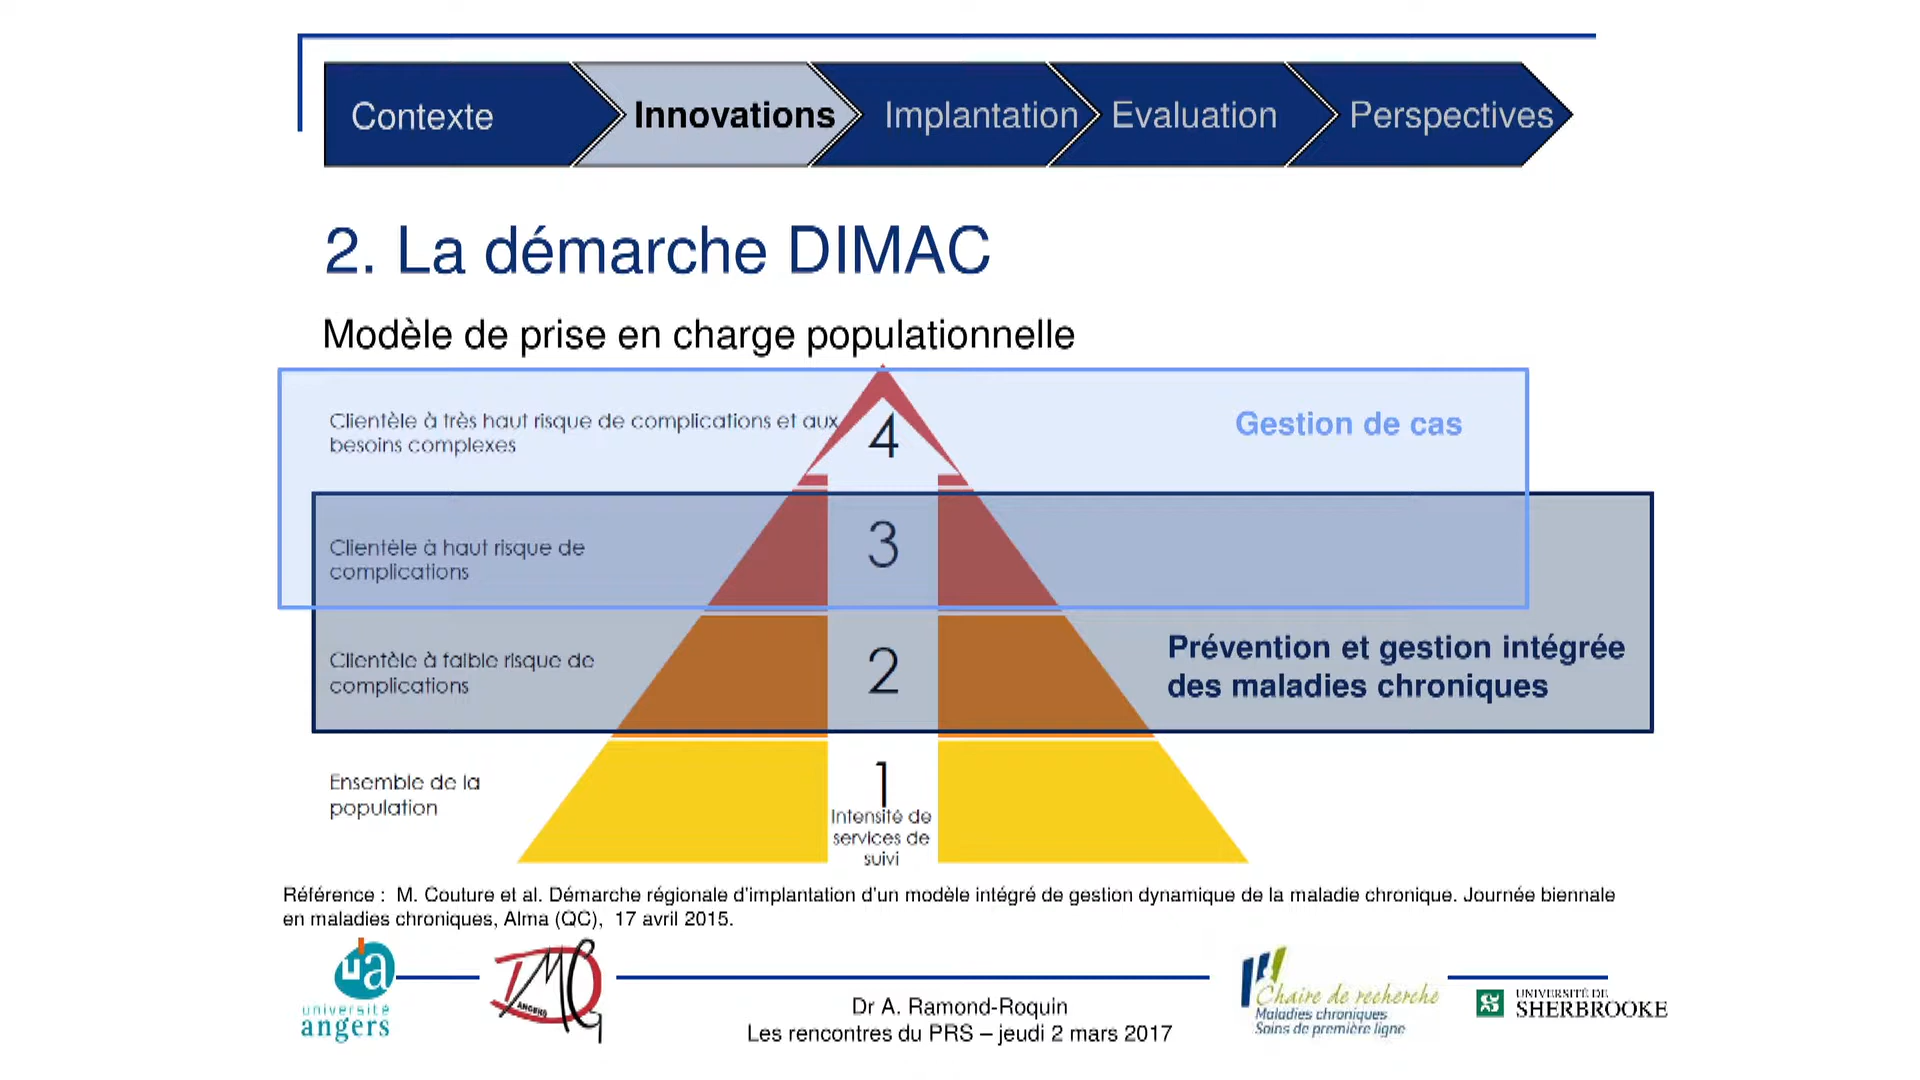 Contexte
Innovations
Implantation
Evaluation
Perspectives
2. La démarche DIMAC
Modèle de prise en charge populationnelle
Clientèle à très haut risque de complications et aux
besoins complexes
4
Gestion de cas
Clientèle à haut risque de
complications
3
Clientèle à faible risque de
complications
2
Prévention et gestion intégrée
des maladies chroniques
Ensemble de la
population
1
Intensité de
services de
suivi
Référence : M. Couture et al. Démarche régionale d'implantation d'un modèle intégré de gestion dynamique de la maladie chronique. Journée biennale
en maladies chroniques, Alma (QC), 17 avril 2015.
ua
université
angers
DMG
ANGERS
Dr A. Ramond-Roquin
Les rencontres du PRS – jeudi 2 mars 2017
Chaire de recherche
Maladies chroniques
Soins de première ligne
UNIVERSITÉ DE
SHERBROOKE